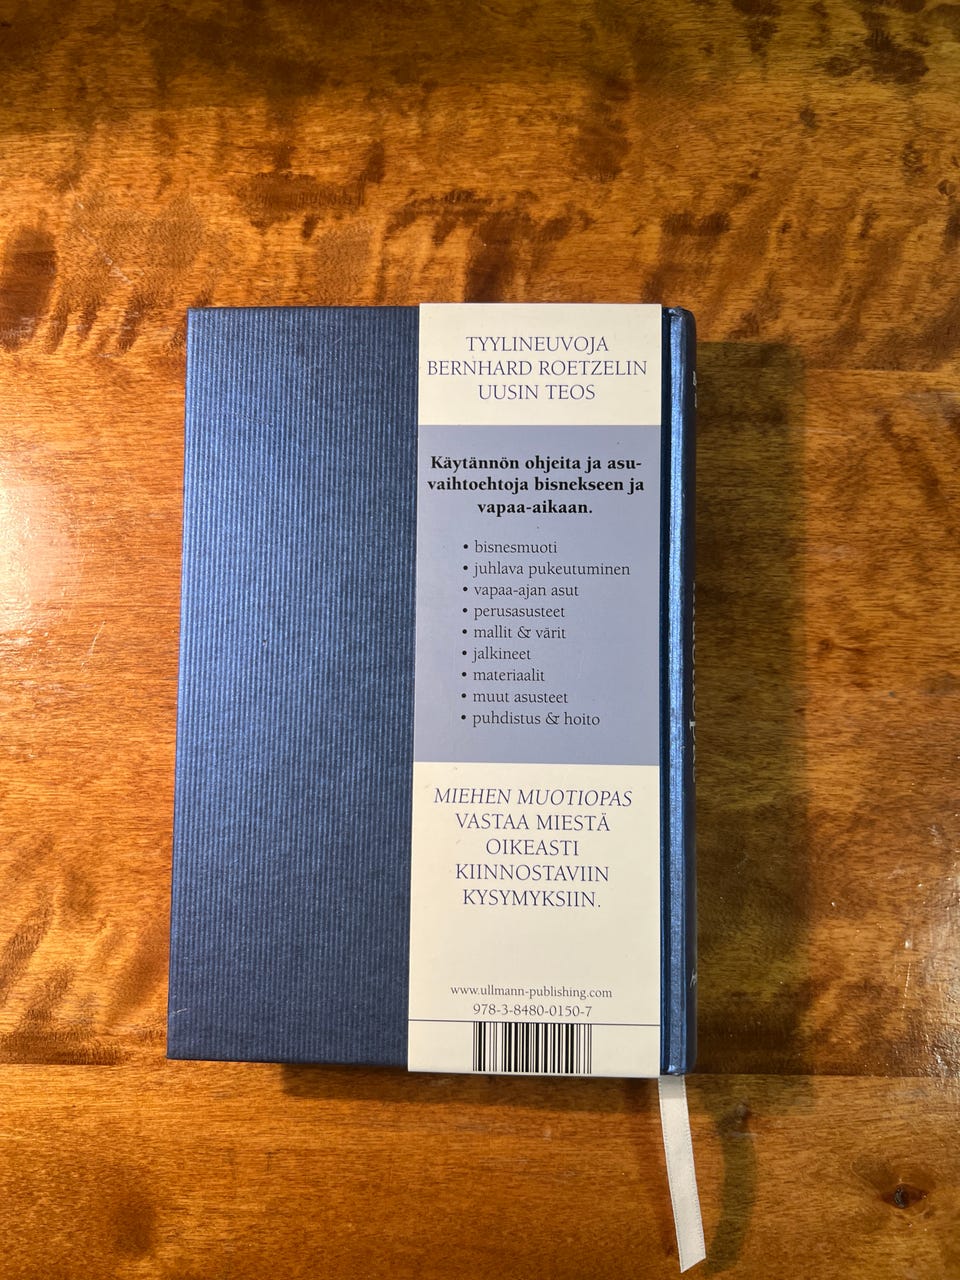 TYYLINEUVOJA
BERNHARD ROETZELIN
UUSIN TEOS
Käytännön ohjeita ja asu-
vaihtoehtoja bisnekseen ja
vapaa-aikaan.
• bisnesmuoti
• juhlava pukeutuminen
• vapaa-ajan asut
• perusasusteet
• mallit & värit
• jalkineet
• materiaalit
• muut asusteet
• puhdistus & hoito
MIEHEN MUOTIOPAS
VASTAA MIESTÄ
OIKEASTI
KIINNOSTAVIIN
KYSYMYKSIIN.
www.ullmann-publishing.com
978-3-8480-0150-7